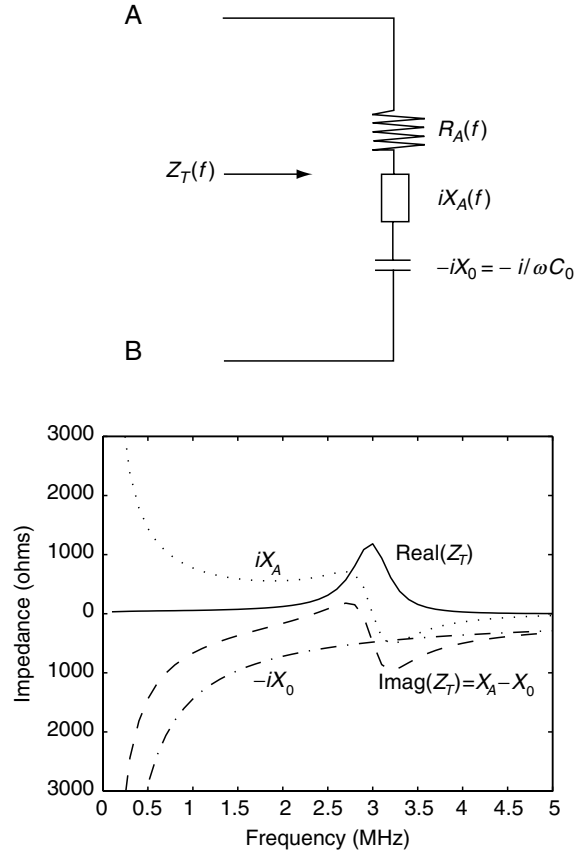 A
R_A(f)
Z_T(f)
iX_A(f)
−iX_0 = − i/ωC_0
B
3000
2000
1000
0
1000
2000
3000
Impedance (ohms)
iX_A
Real(Z_T)
−iX_0
Imag(Z_T)=X_A−X_0
0 0.5 1 1.5 2 2.5 3 3.5 4 4.5 5
Frequency (MHz)